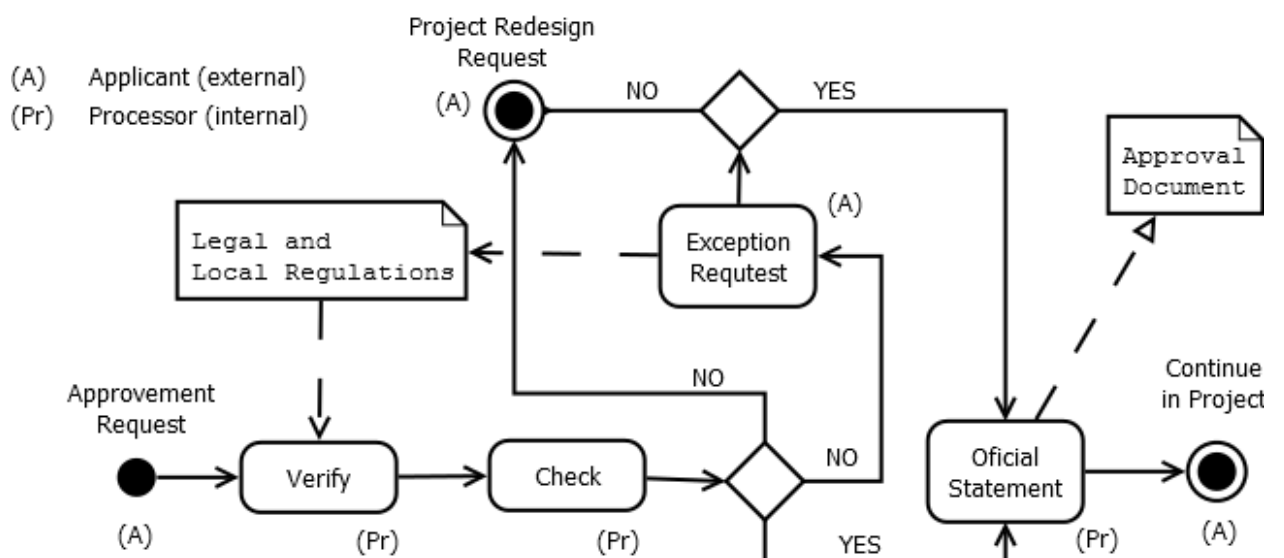 Project Redesign
Request
(A) Applicant (external)
(Pr) Processor (internal)
(A)
NO
YES
Approval
Document
(A)
Legal and
Local Regulations
Exception
Requtest
Approvement
Request
NO
Continue
in Project
Verify
Check
NO
Oficial
Statement
(A)
(Pr)
(Pr)
YES
(Pr)
(A)